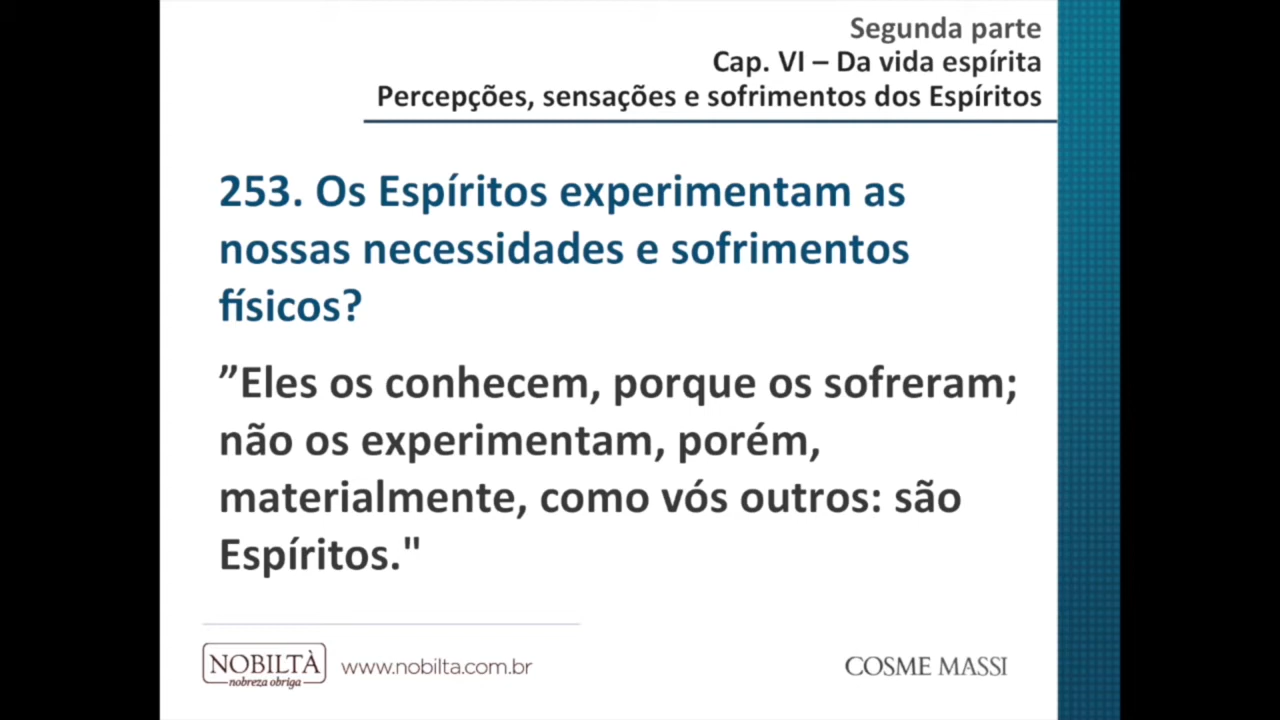 Segunda parte
Cap. VI – Da vida espírita
Percepções, sensações e sofrimentos dos Espíritos
253. Os Espíritos experimentam as
nossas necessidades e sofrimentos
físicos?
”Eles os conhecem, porque os sofreram;
não os experimentam, porém,
materialmente, como vós outros: são
Espíritos."
NOBILTÀ
nobreza obriga
www.nobilta.com.br
COSME MASSI